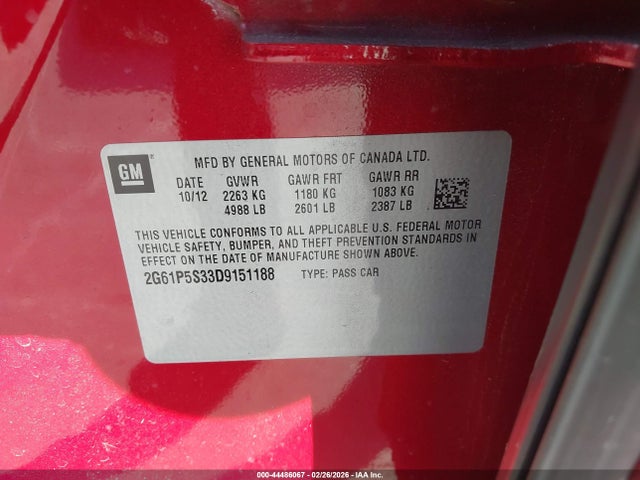 GM
MFD BY GENERAL MOTORS OF CANADA LTD.
DATE GVWR GAWR FRT GAWR RR
10/12 2263 KG 1180 KG 1083 KG
4988 LB 2601 LB 2387 LB
THIS VEHICLE CONFORMS TO ALL APPLICABLE U.S. FEDERAL MOTOR
VEHICLE SAFETY, BUMPER, AND THEFT PREVENTION STANDARDS IN
EFFECT ON THE DATE OF MANUFACTURE SHOWN ABOVE.
2G61P5S33D9151188 TYPE: PASS CAR
000-44486067 - 02/26/2026 - IAAI.COM